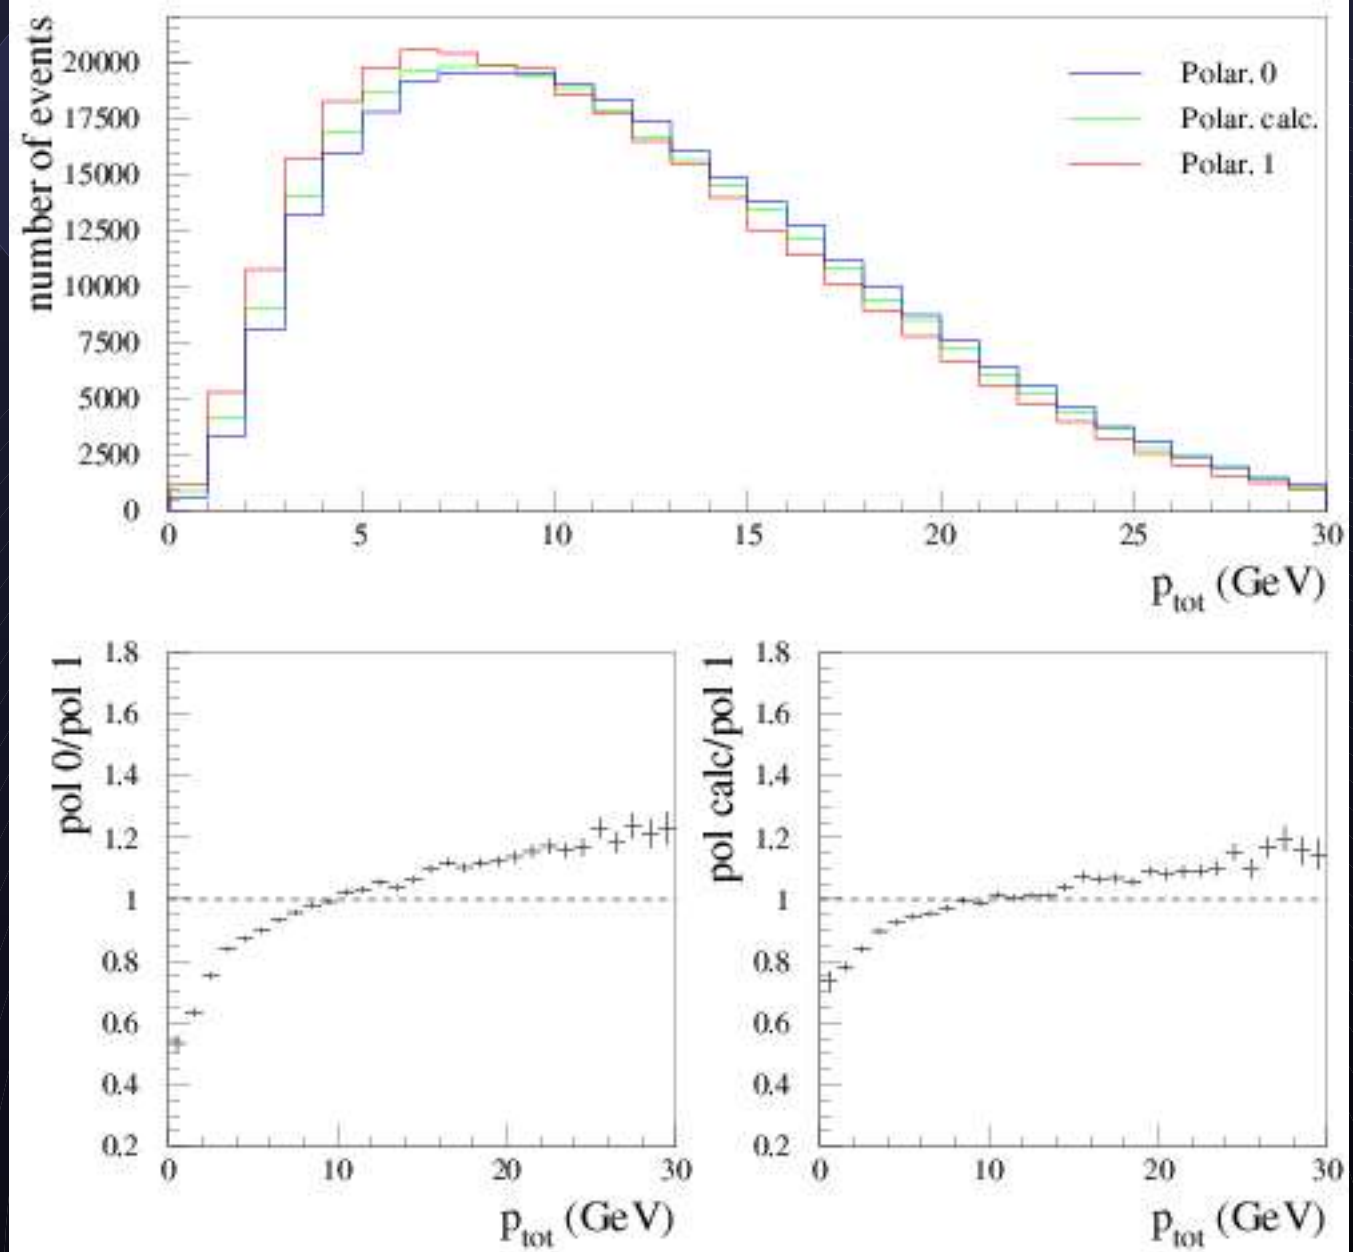 number of events
20000
17500
15000
12500
10000
7500
5000
2500
0
Polar. 0
Polar. calc.
Polar. 1
0 5 10 15 20 25 30
p_tot (GeV)
pol 0/pol 1
1.8
1.6
1.4
1.2
1
0.8
0.6
0.4
0.2
0 10 20 30
p_tot (GeV)
pol calc/pol 1
1.8
1.6
1.4
1.2
1
0.8
0.6
0.4
0.2
0 10 20 30
p_tot (GeV)